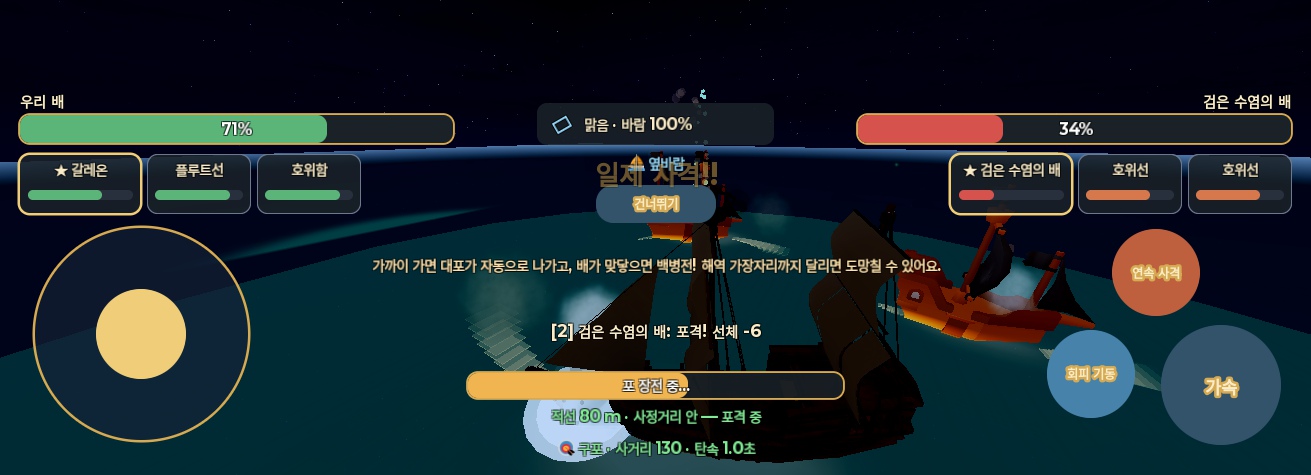 우리 배
검은 수염의 배
71%
맑음 · 바람 100%
34%
★ 갈레온
플루트선
호위함
옆바람
일제 사격!!
★ 검은 수염의 배
호위선
호위선
건너뛰기
가까이 가면 대포가 자동으로 나가고, 배가 맞닿으면 백병전! 해역 가장자리까지 달리면 도망칠 수 있어요.
연속 사격
[2] 검은 수염의 배: 포격! 선체 -6
회피 기동
가속
포 장전 중...
적선 80 m · 사정거리 안 — 포격 중
구포 · 사거리 130 · 탄속 1.0초